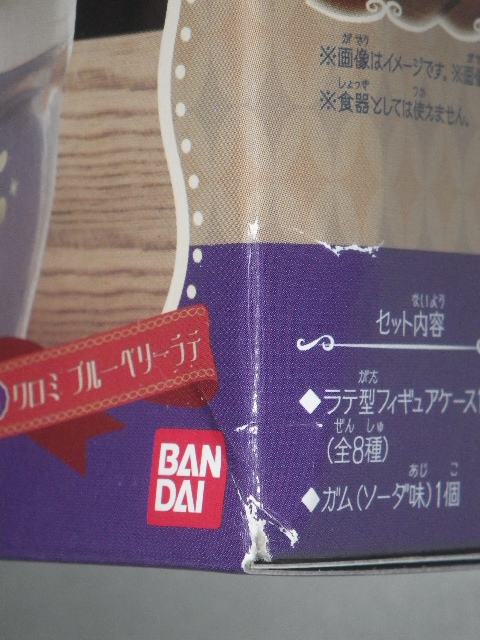 ※画像はイメージです。※画像
※食器としては使えません。
セット内容
◆ラテ型フィギュアケース1
(全8種)
◆ガム(ソーダ味)1個
クロミ ブルーベリーラテ
BAN
DAI